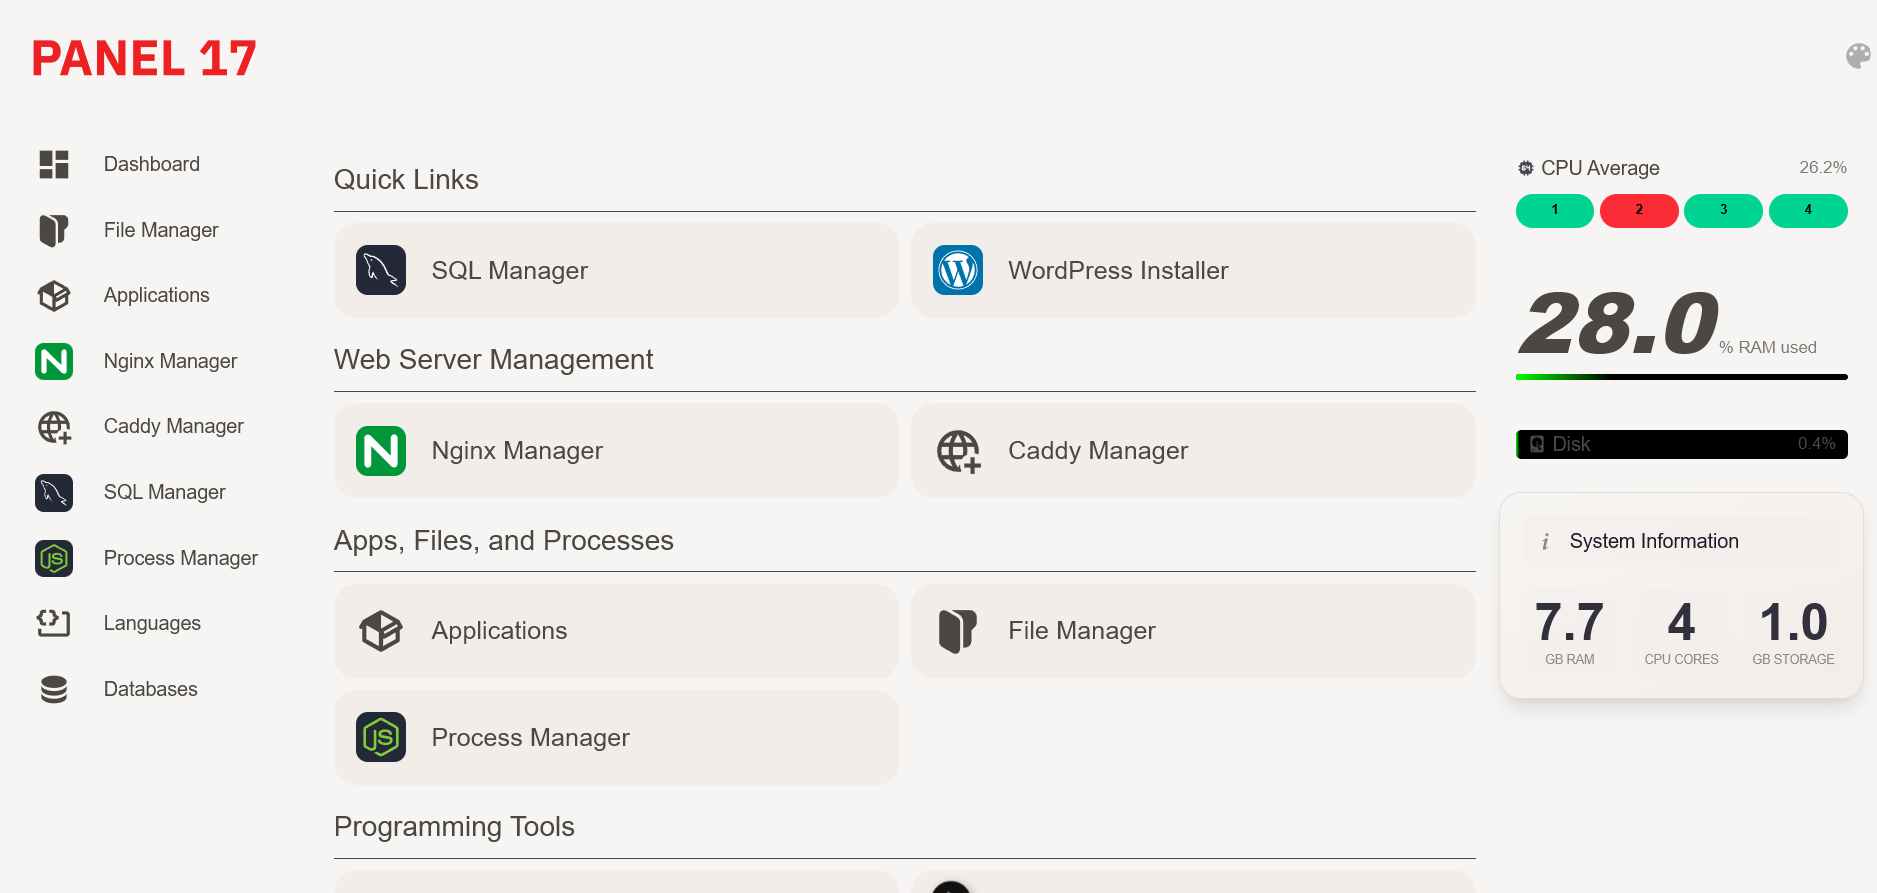 PANEL 17
Dashboard
File Manager
Applications
Nginx Manager
Caddy Manager
SQL Manager
Process Manager
Languages
Databases
Quick Links
SQL Manager
WordPress Installer
Web Server Management
Nginx Manager
Caddy Manager
Apps, Files, and Processes
Applications
File Manager
Process Manager
Programming Tools
CPU Average 26.2%
1 2 3 4
28.0 % RAM used
Disk 0.4%
System Information
7.7 4 1.0
GB RAM CPU CORES GB STORAGE